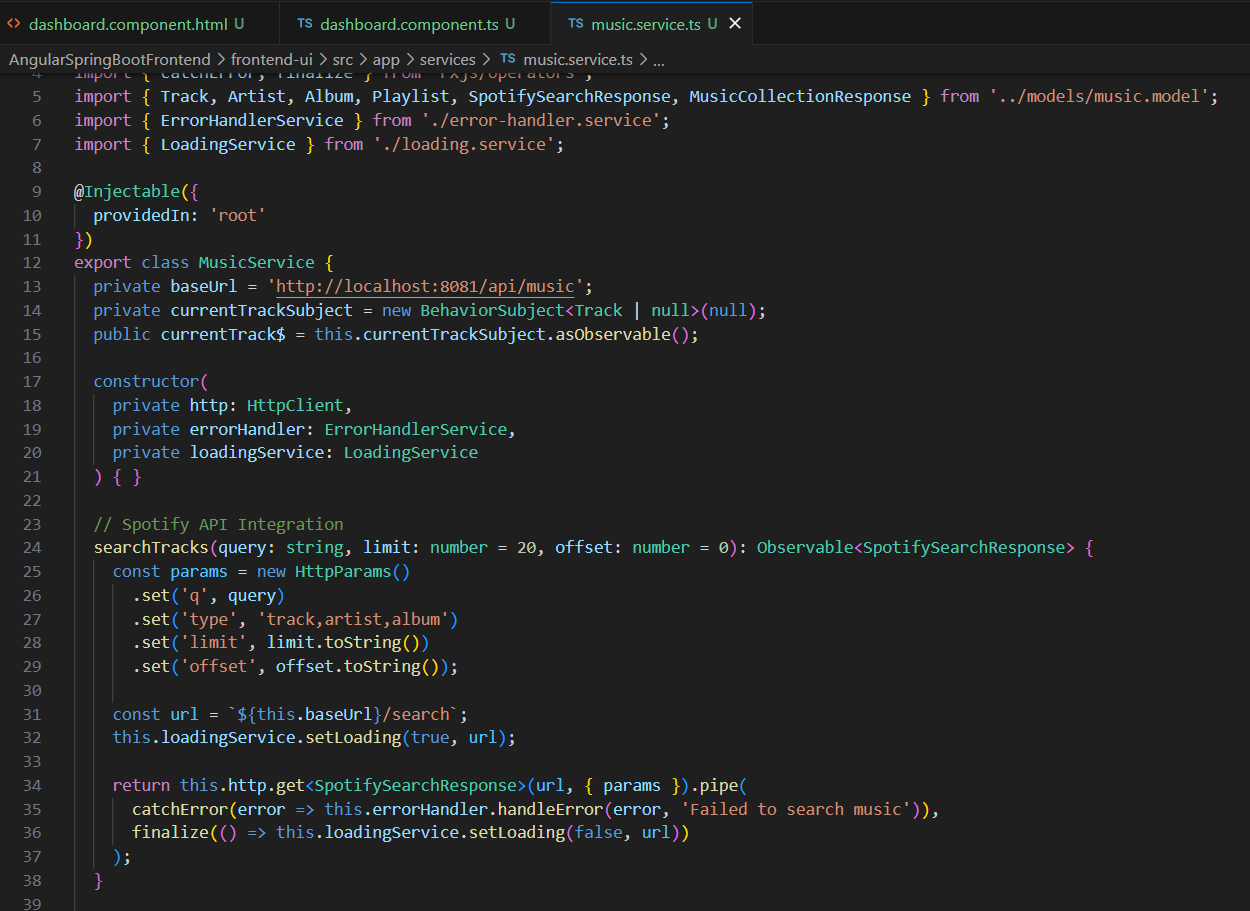 <> dashboard.component.html U TS dashboard.component.ts U TS music.service.ts U ×
AngularSpringBootFrontend > frontend-ui > src > app > services > TS music.service.ts > ...
4 import { catchError, finalize } from 'rxjs/operators';
5 import { Track, Artist, Album, Playlist, SpotifySearchResponse, MusicCollectionResponse } from '../models/music.model';
6 import { ErrorHandlerService } from './error-handler.service';
7 import { LoadingService } from './loading.service';
8
9 @Injectable({
10   providedIn: 'root'
11 })
12 export class MusicService {
13   private baseUrl = 'http://localhost:8081/api/music';
14   private currentTrackSubject = new BehaviorSubject<Track | null>(null);
15   public currentTrack$ = this.currentTrackSubject.asObservable();
16
17   constructor(
18     private http: HttpClient,
19     private errorHandler: ErrorHandlerService,
20     private loadingService: LoadingService
21   ) { }
22
23   // Spotify API Integration
24   searchTracks(query: string, limit: number = 20, offset: number = 0): Observable<SpotifySearchResponse> {
25     const params = new HttpParams()
26       .set('q', query)
27       .set('type', 'track,artist,album')
28       .set('limit', limit.toString())
29       .set('offset', offset.toString());
30
31     const url = `${this.baseUrl}/search`;
32     this.loadingService.setLoading(true, url);
33
34     return this.http.get<SpotifySearchResponse>(url, { params }).pipe(
35       catchError(error => this.errorHandler.handleError(error, 'Failed to search music')),
36       finalize(() => this.loadingService.setLoading(false, url))
37     );
38   }
39